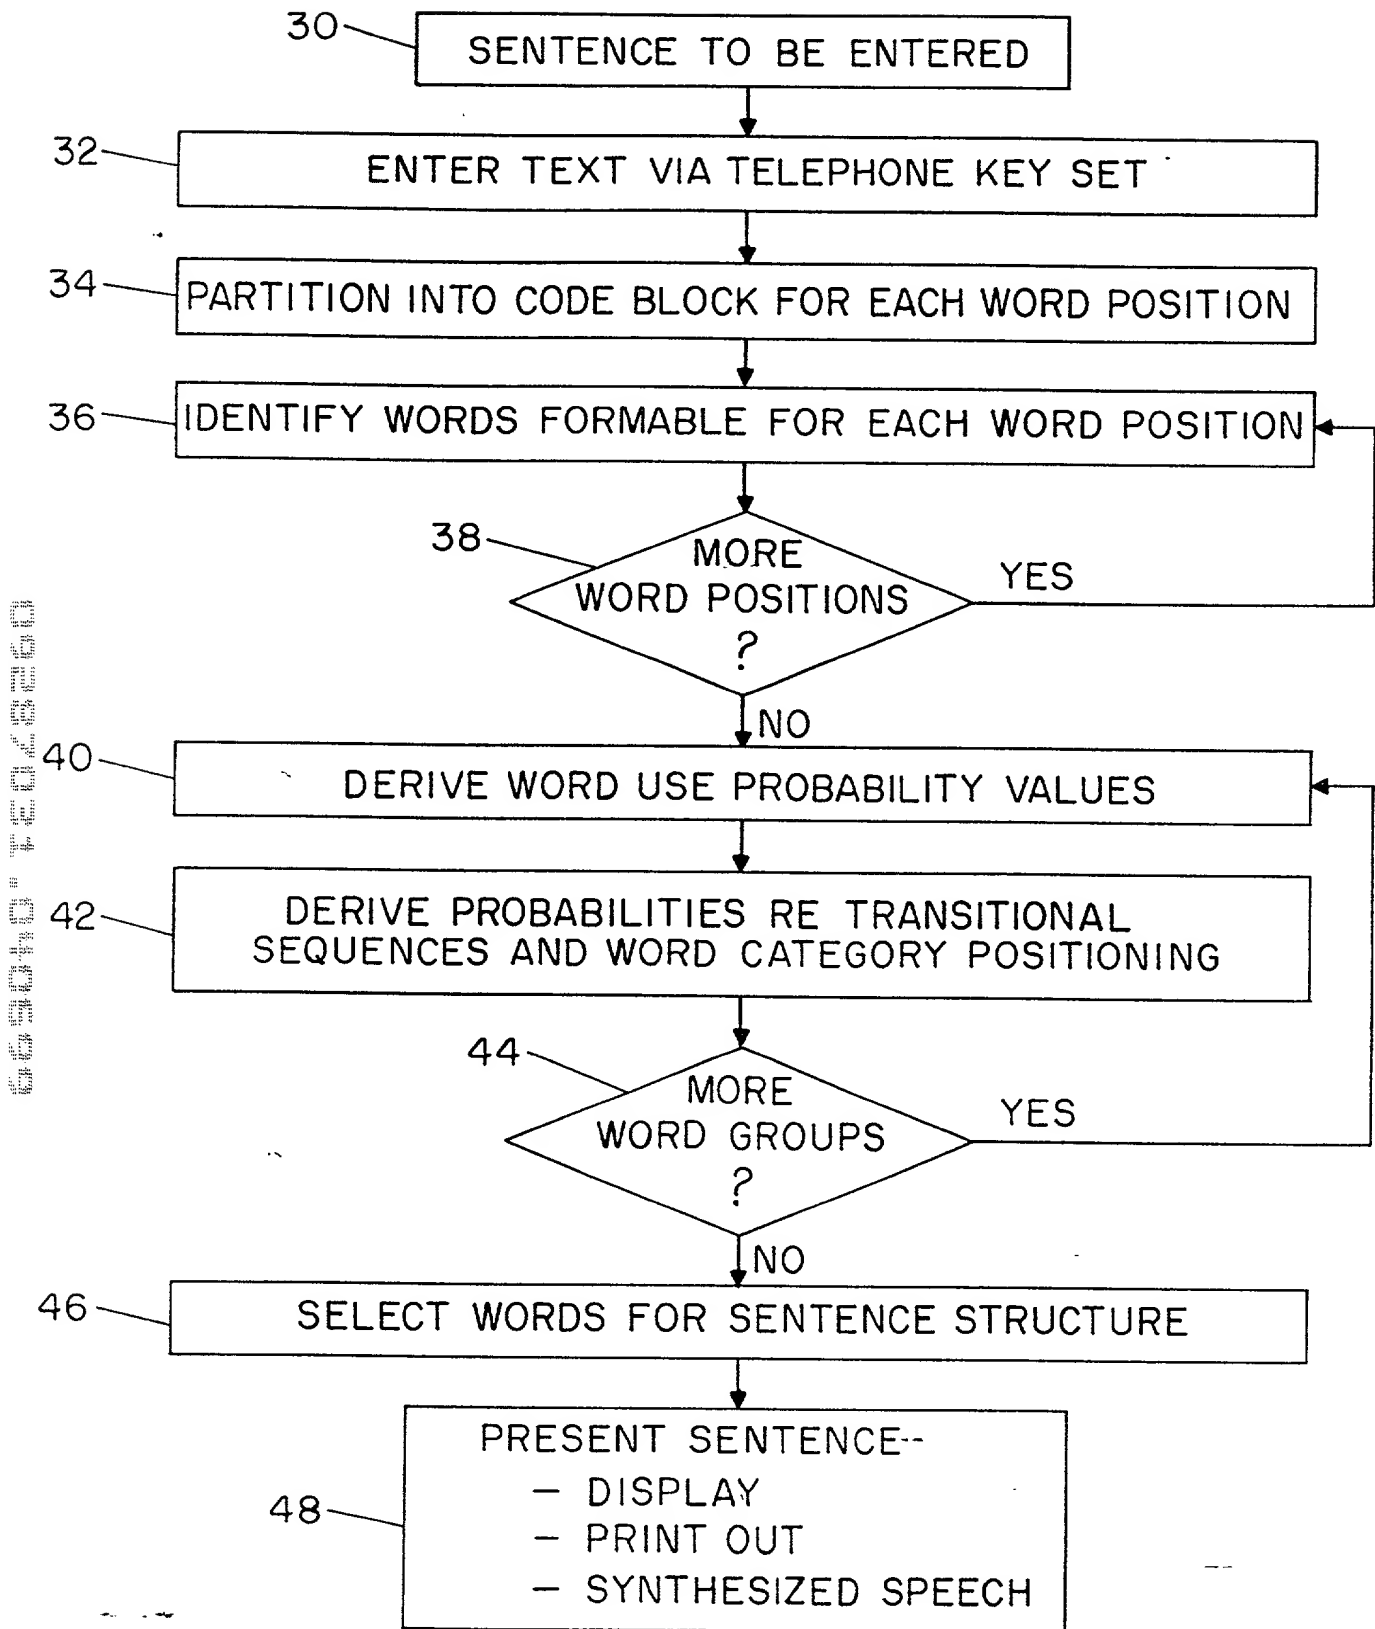 30
SENTENCE TO BE ENTERED
32
ENTER TEXT VIA TELEPHONE KEY SET
34
PARTITION INTO CODE BLOCK FOR EACH WORD POSITION
36
IDENTIFY WORDS FORMABLE FOR EACH WORD POSITION
38
MORE
WORD POSITIONS
?
YES
NO
40
DERIVE WORD USE PROBABILITY VALUES
42
DERIVE PROBABILITIES RE TRANSITIONAL
SEQUENCES AND WORD CATEGORY POSITIONING
44
MORE
WORD GROUPS
?
YES
NO
46
SELECT WORDS FOR SENTENCE STRUCTURE
48
PRESENT SENTENCE--
— DISPLAY
— PRINT OUT
— SYNTHESIZED SPEECH